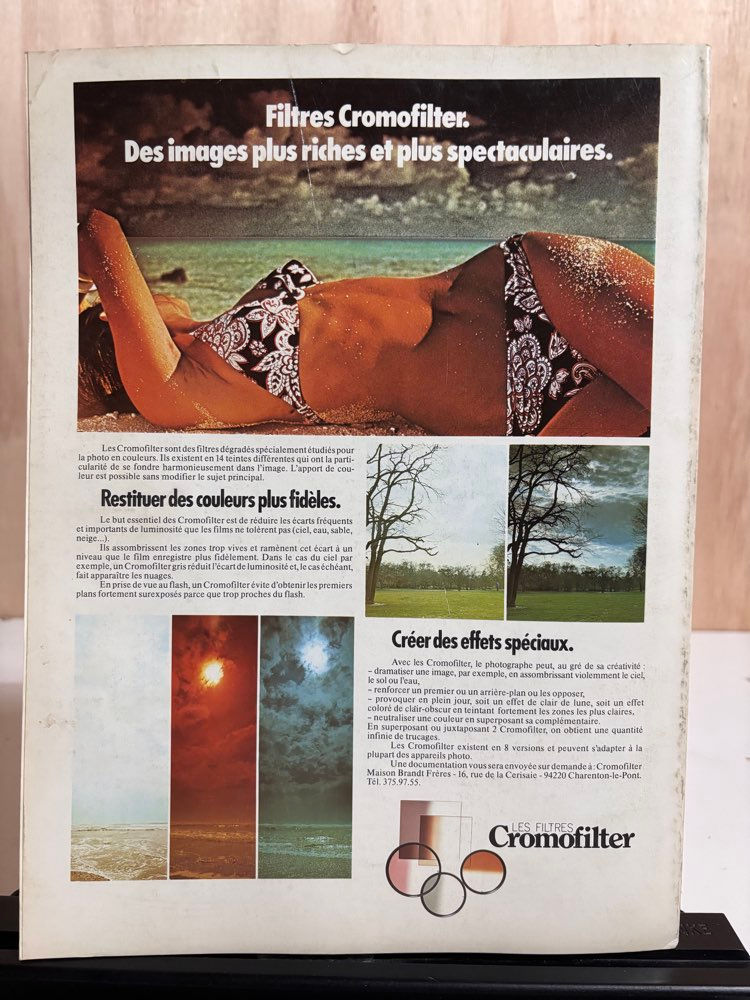 Filtres Cromofilter.
Des images plus riches et plus spectaculaires.
Les Cromofilter sont des filtres dégradés spécialement étudiés pour
la photo en couleurs. Ils existent en 14 teintes différentes qui ont la parti-
cularité de se fondre harmonieusement dans l'image. L'apport de cou-
leur est possible sans modifier le sujet principal.
Restituer des couleurs plus fidèles.
Le but essentiel des Cromofilter est de réduire les écarts fréquents
et importants de luminosité que les films ne tolèrent pas (ciel, eau, sable,
neige...).
Ils assombrissent les zones trop vives et ramènent cet écart à un
niveau que le film enregistre plus fidèlement. Dans le cas du ciel par
exemple, un Cromofilter gris réduit l'écart de luminosité et, le cas échéant,
fait apparaître les nuages.
En prise de vue au flash, un Cromofilter évite d'obtenir les premiers
plans fortement surexposés parce que trop proches du flash.
Créer des effets spéciaux.
Avec les Cromofilter, le photographe peut, au gré de sa créativité :
– dramatiser une image, par exemple, en assombrissant violemment le ciel,
le sol ou l'eau,
– renforcer un premier ou un arrière-plan ou les opposer,
– provoquer en plein jour, soit un effet de clair de lune, soit un effet
coloré de clair-obscur en teintant fortement les zones les plus claires,
– neutraliser une couleur en superposant sa complémentaire.
En superposant ou juxtaposant 2 Cromofilter, on obtient une quantité
infinie de trucages.
Les Cromofilter existent en 8 versions et peuvent s'adapter à la
plupart des appareils photo.
Une documentation vous sera envoyée sur demande à : Cromofilter
Maison Brandt Frères - 16, rue de la Cerisaie - 94220 Charenton-le-Pont.
Tél. 375.97.55.
LES FILTRES
Cromofilter